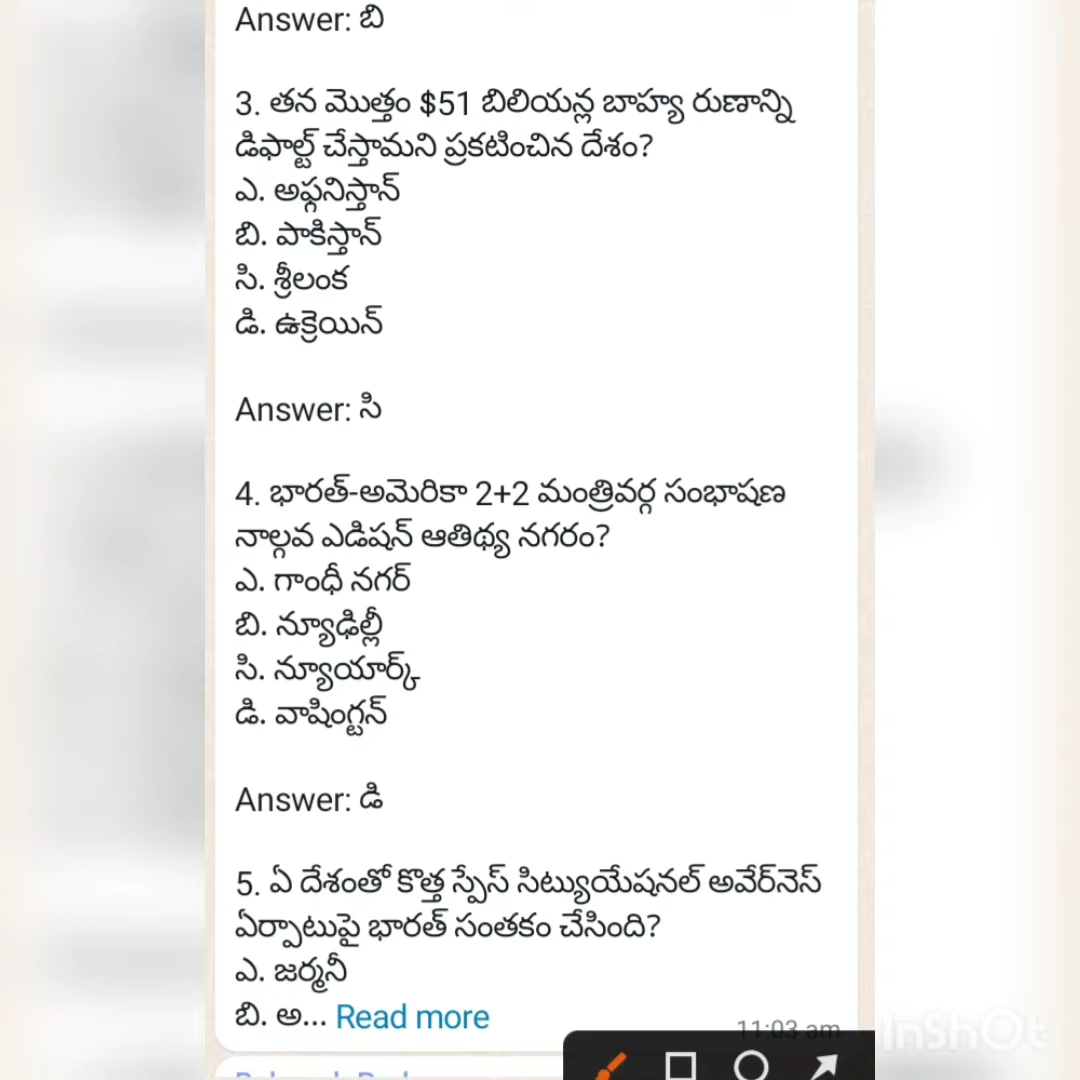 Answer: బి
3. తన మొత్తం $51 బిలియన్ల బాహ్య రుణాన్ని
డిఫాల్ట్ చేస్తామని ప్రకటించిన దేశం?
ఎ. అఫ్గనిస్తాన్
బి. పాకిస్తాన్
సి. శ్రీలంక
డి. ఉక్రెయిన్
Answer: సి
4. భారత్-అమెరికా 2+2 మంత్రివర్గ సంభాషణ
నాల్గవ ఎడిషన్ ఆతిథ్య నగరం?
ఎ. గాంధీ నగర్
బి. న్యూఢిల్లీ
సి. న్యూయార్క్
డి. వాషింగ్టన్
Answer: డి
5. ఏ దేశంతో కొత్త స్పేస్ సిట్యుయేషనల్ అవేర్‌నెస్
ఏర్పాటుపై భారత్ సంతకం చేసింది?
ఎ. జర్మనీ
బి. అ... Read more
11:03 am
InShOt